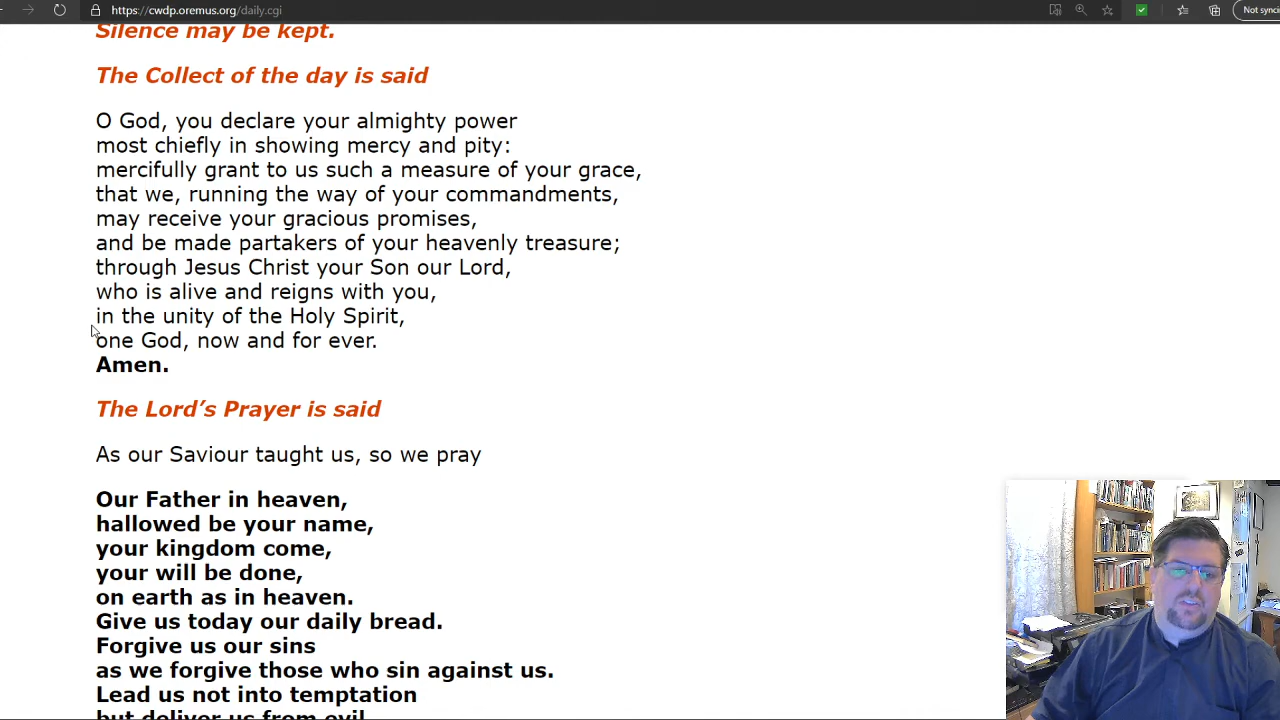 https://cwdp.oremus.org/daily.cgi
Not synci
Silence may be kept.
The Collect of the day is said
O God, you declare your almighty power
most chiefly in showing mercy and pity:
mercifully grant to us such a measure of your grace,
that we, running the way of your commandments,
may receive your gracious promises,
and be made partakers of your heavenly treasure;
through Jesus Christ your Son our Lord,
who is alive and reigns with you,
in the unity of the Holy Spirit,
one God, now and for ever.
Amen.
The Lord’s Prayer is said
As our Saviour taught us, so we pray
Our Father in heaven,
hallowed be your name,
your kingdom come,
your will be done,
on earth as in heaven.
Give us today our daily bread.
Forgive us our sins
as we forgive those who sin against us.
Lead us not into temptation
but deliver us from evil